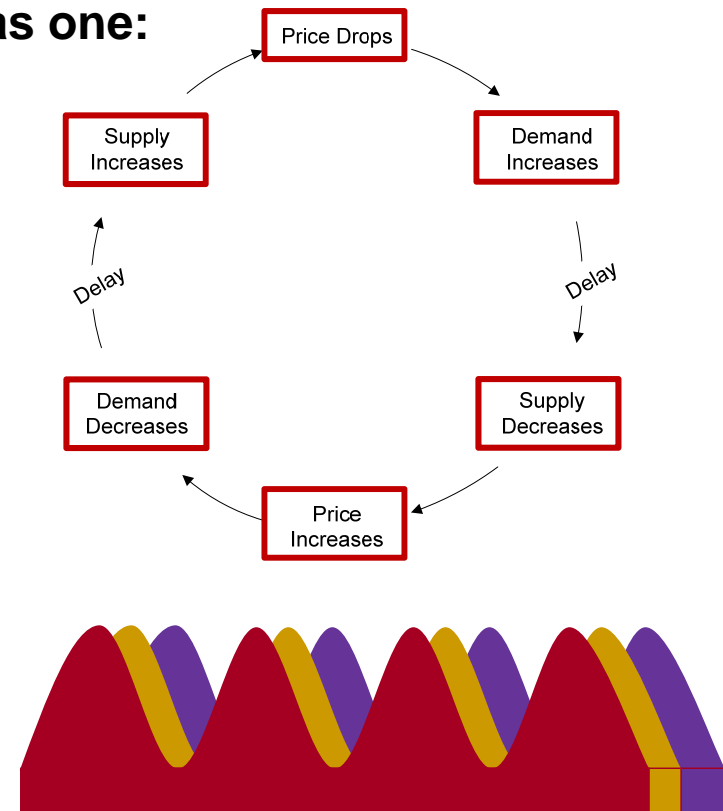 as one:
Price Drops
Demand
Increases
Delay
Supply
Decreases
Price
Increases
Demand
Decreases
Delay
Supply
Increases